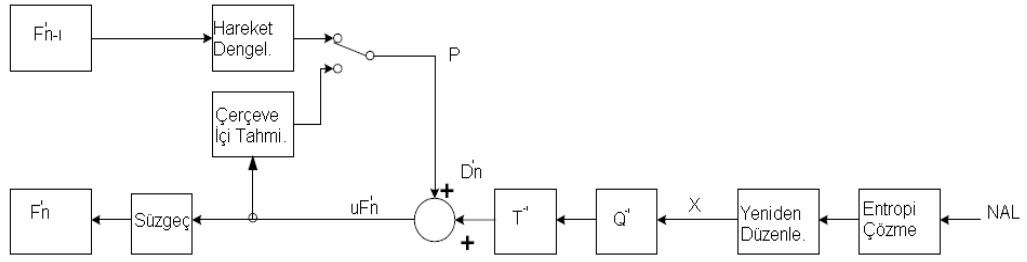 F'n-1
Hareket
Dengel.
P
Çerçeve
İçi Tahmi.
D'n
+
F'n
Süzgeç
uF'n
+
T⁻¹
Q⁻¹
X
Yeniden
Düzenle.
Entropi
Çözme
NAL